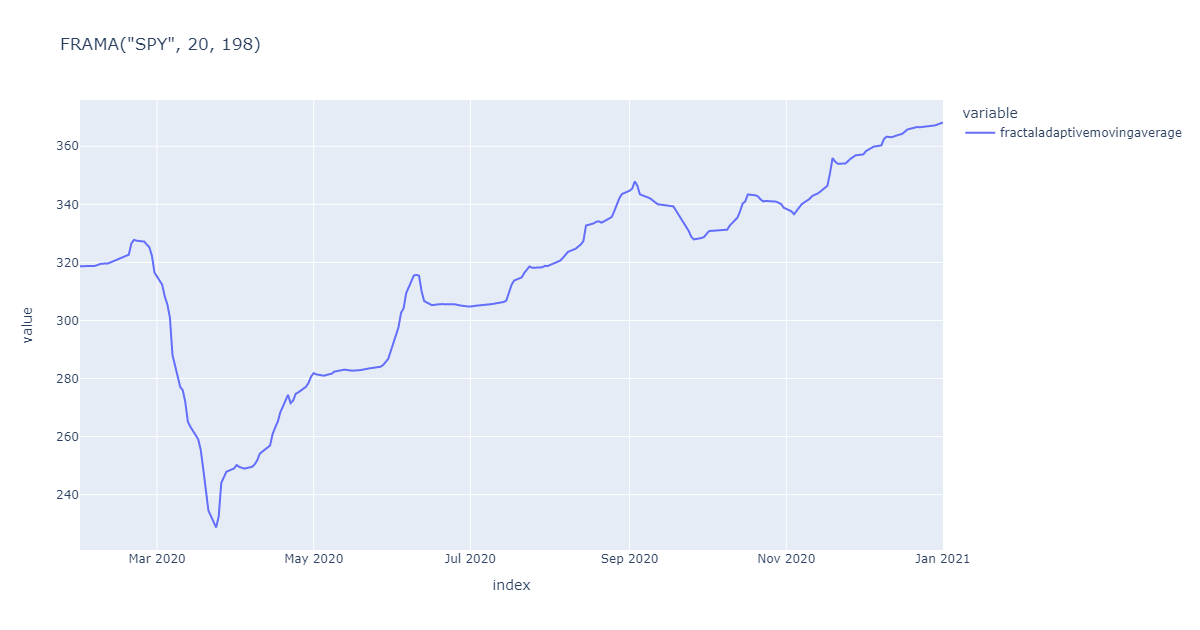 FRAMA("SPY", 20, 198)
variable
fractaladaptivemovingaverage
360
340
320
300
280
260
240
value
Mar 2020 May 2020 Jul 2020 Sep 2020 Nov 2020 Jan 2021
index